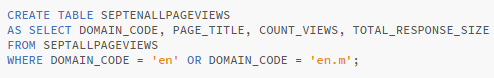 CREATE TABLE SEPTENALLPAGEVIEWS
AS SELECT DOMAIN_CODE, PAGE_TITLE, COUNT_VIEWS, TOTAL_RESPONSE_SIZE
FROM SEPTALLPAGEVIEWS
WHERE DOMAIN_CODE = 'en' OR DOMAIN_CODE = 'en.m';